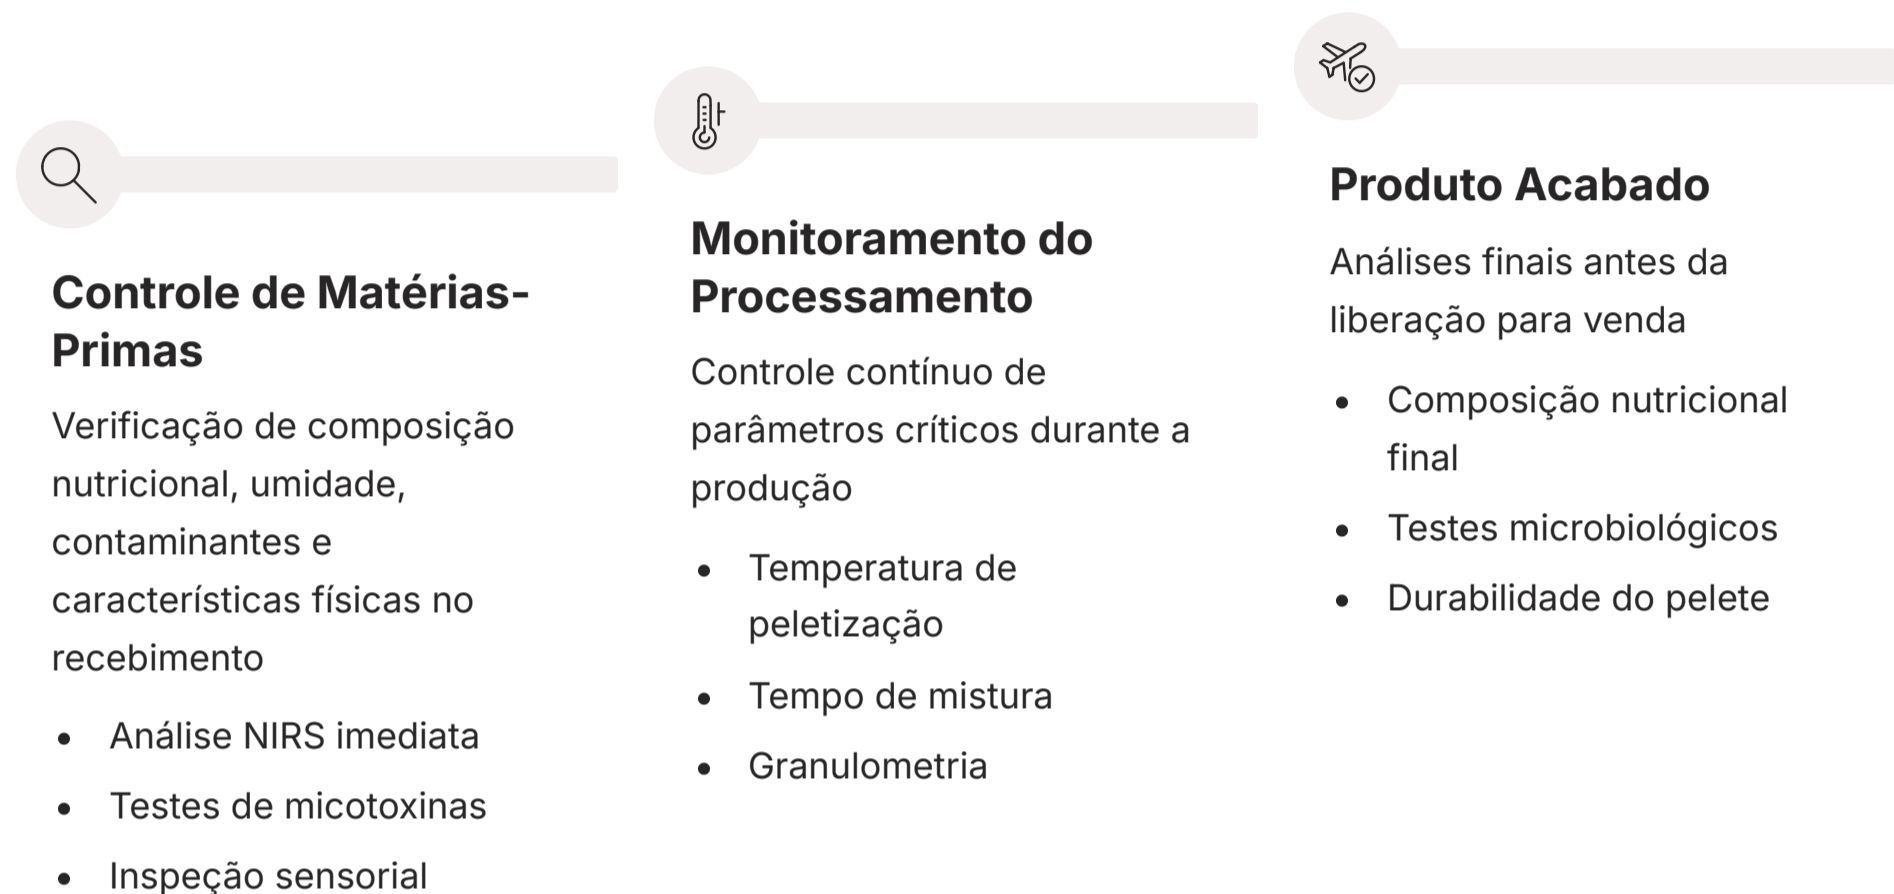 Controle de Matérias-
Primas
Verificação de composição
nutricional, umidade,
contaminantes e
características físicas no
recebimento
• Análise NIRS imediata
• Testes de micotoxinas
• Inspeção sensorial
Monitoramento do
Processamento
Controle contínuo de
parâmetros críticos durante a
produção
• Temperatura de
peletização
• Tempo de mistura
• Granulometria
Produto Acabado
Análises finais antes da
liberação para venda
• Composição nutricional
final
• Testes microbiológicos
• Durabilidade do pelete